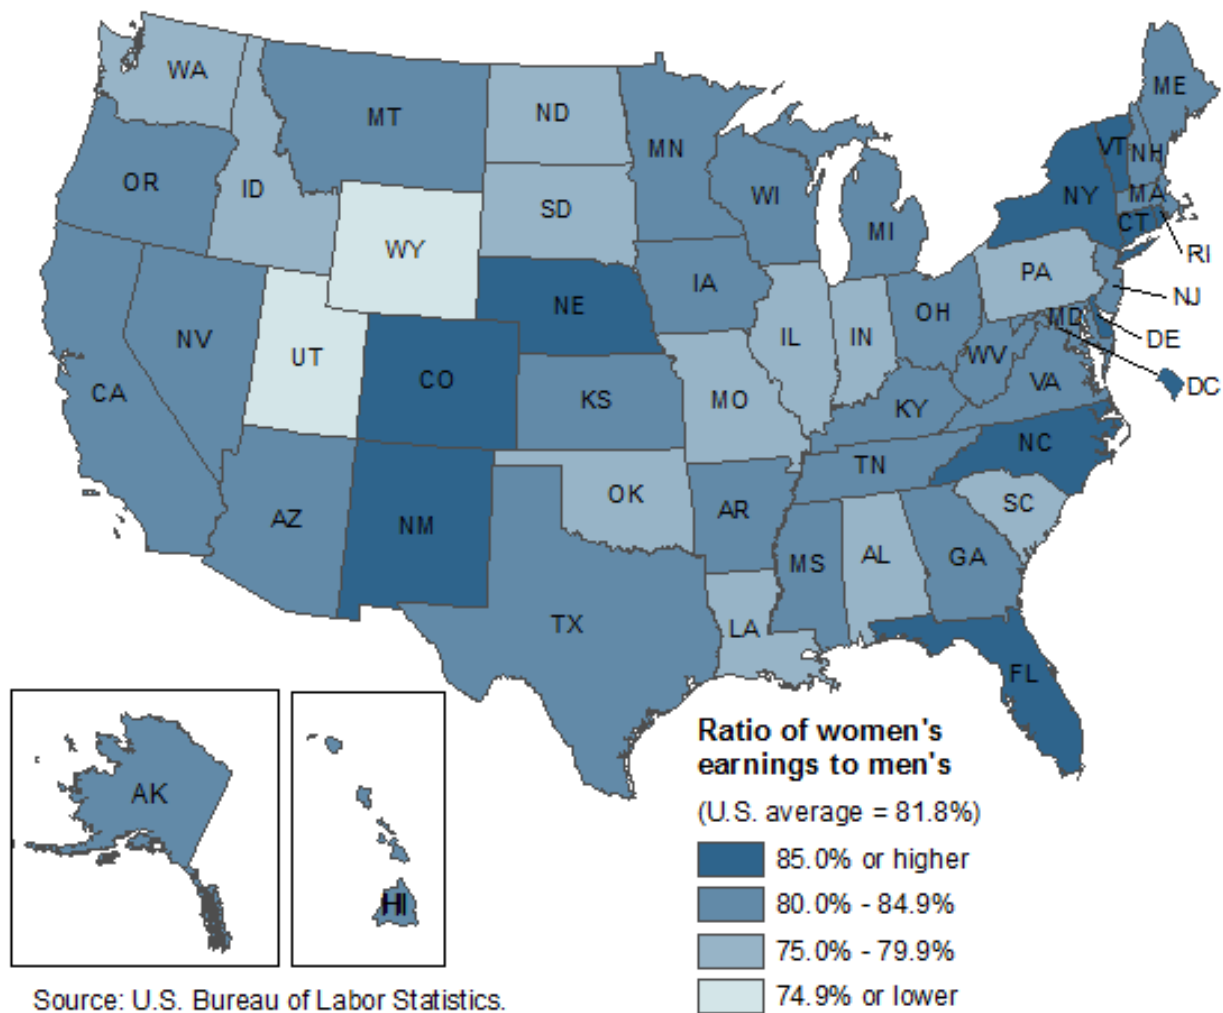 WA
MT
ND
MN
ME
OR
ID
SD
WI
MI
VT
NH
NY
MA
CT
RI
WY
NE
IA
PA
NJ
NV
UT
CO
KS
IL
IN
OH
MD
DE
CA
MO
WV
VA
DC
KY
AZ
NM
OK
AR
TN
NC
SC
TX
LA
MS
AL
GA
FL
AK
HI
Ratio of women's
earnings to men's
(U.S. average = 81.8%)
85.0% or higher
80.0% - 84.9%
75.0% - 79.9%
74.9% or lower
Source: U.S. Bureau of Labor Statistics.